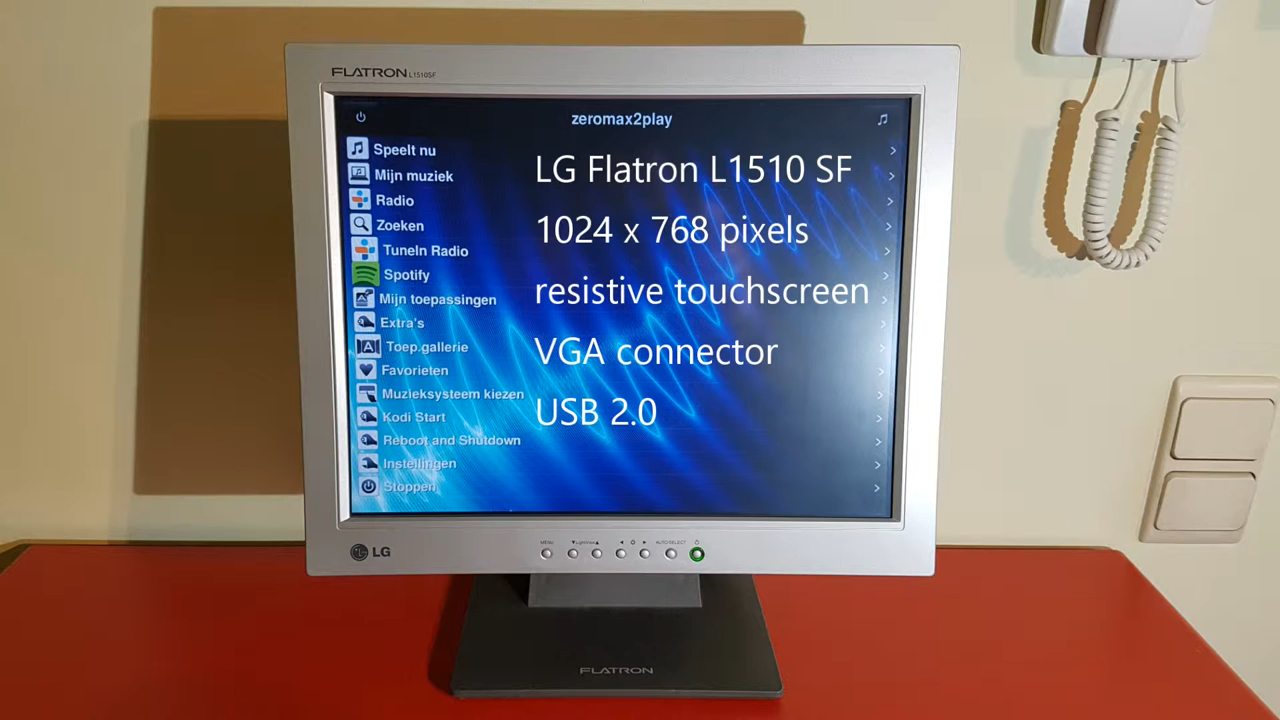 FLATRON L1510SF
zeromax2play
Speelt nu
Mijn muziek
Radio
Zoeken
TuneIn Radio
Spotify
Mijn toepassingen
Extra's
Toep.gallerie
Favorieten
Muzieksysteem kiezen
Kodi Start
Reboot and Shutdown
Instellingen
Stoppen
LG Flatron L1510 SF
1024 x 768 pixels
resistive touchscreen
VGA connector
USB 2.0
LG
MENU
LightView
AUTO/SELECT
FLATRON